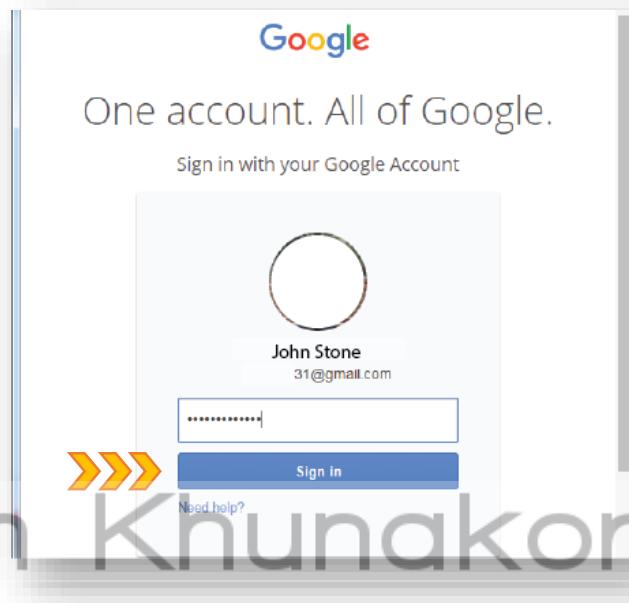 Google
One account. All of Google.
Sign in with your Google Account
John Stone
31@gmail.com
•••••••••••••
Sign in
Need help?
n Khunakor